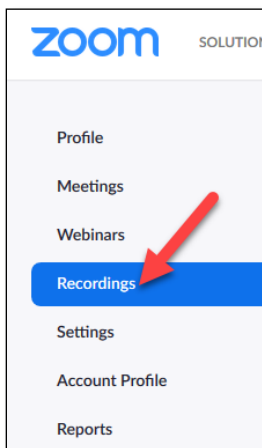 zoom SOLUTION
Profile
Meetings
Webinars
Recordings
Settings
Account Profile
Reports